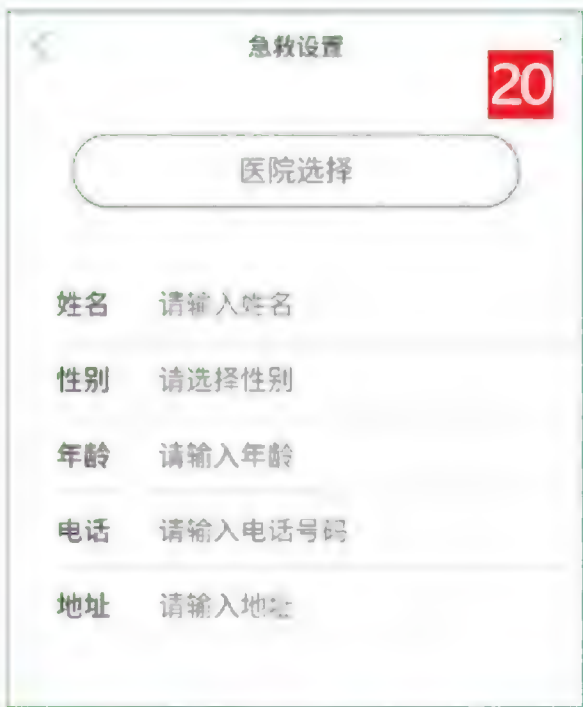 急救设置
20
医院选择
姓名 请输入姓名
性别 请选择性别
年龄 请输入年龄
电话 请输入电话号码
地址 请输入地址